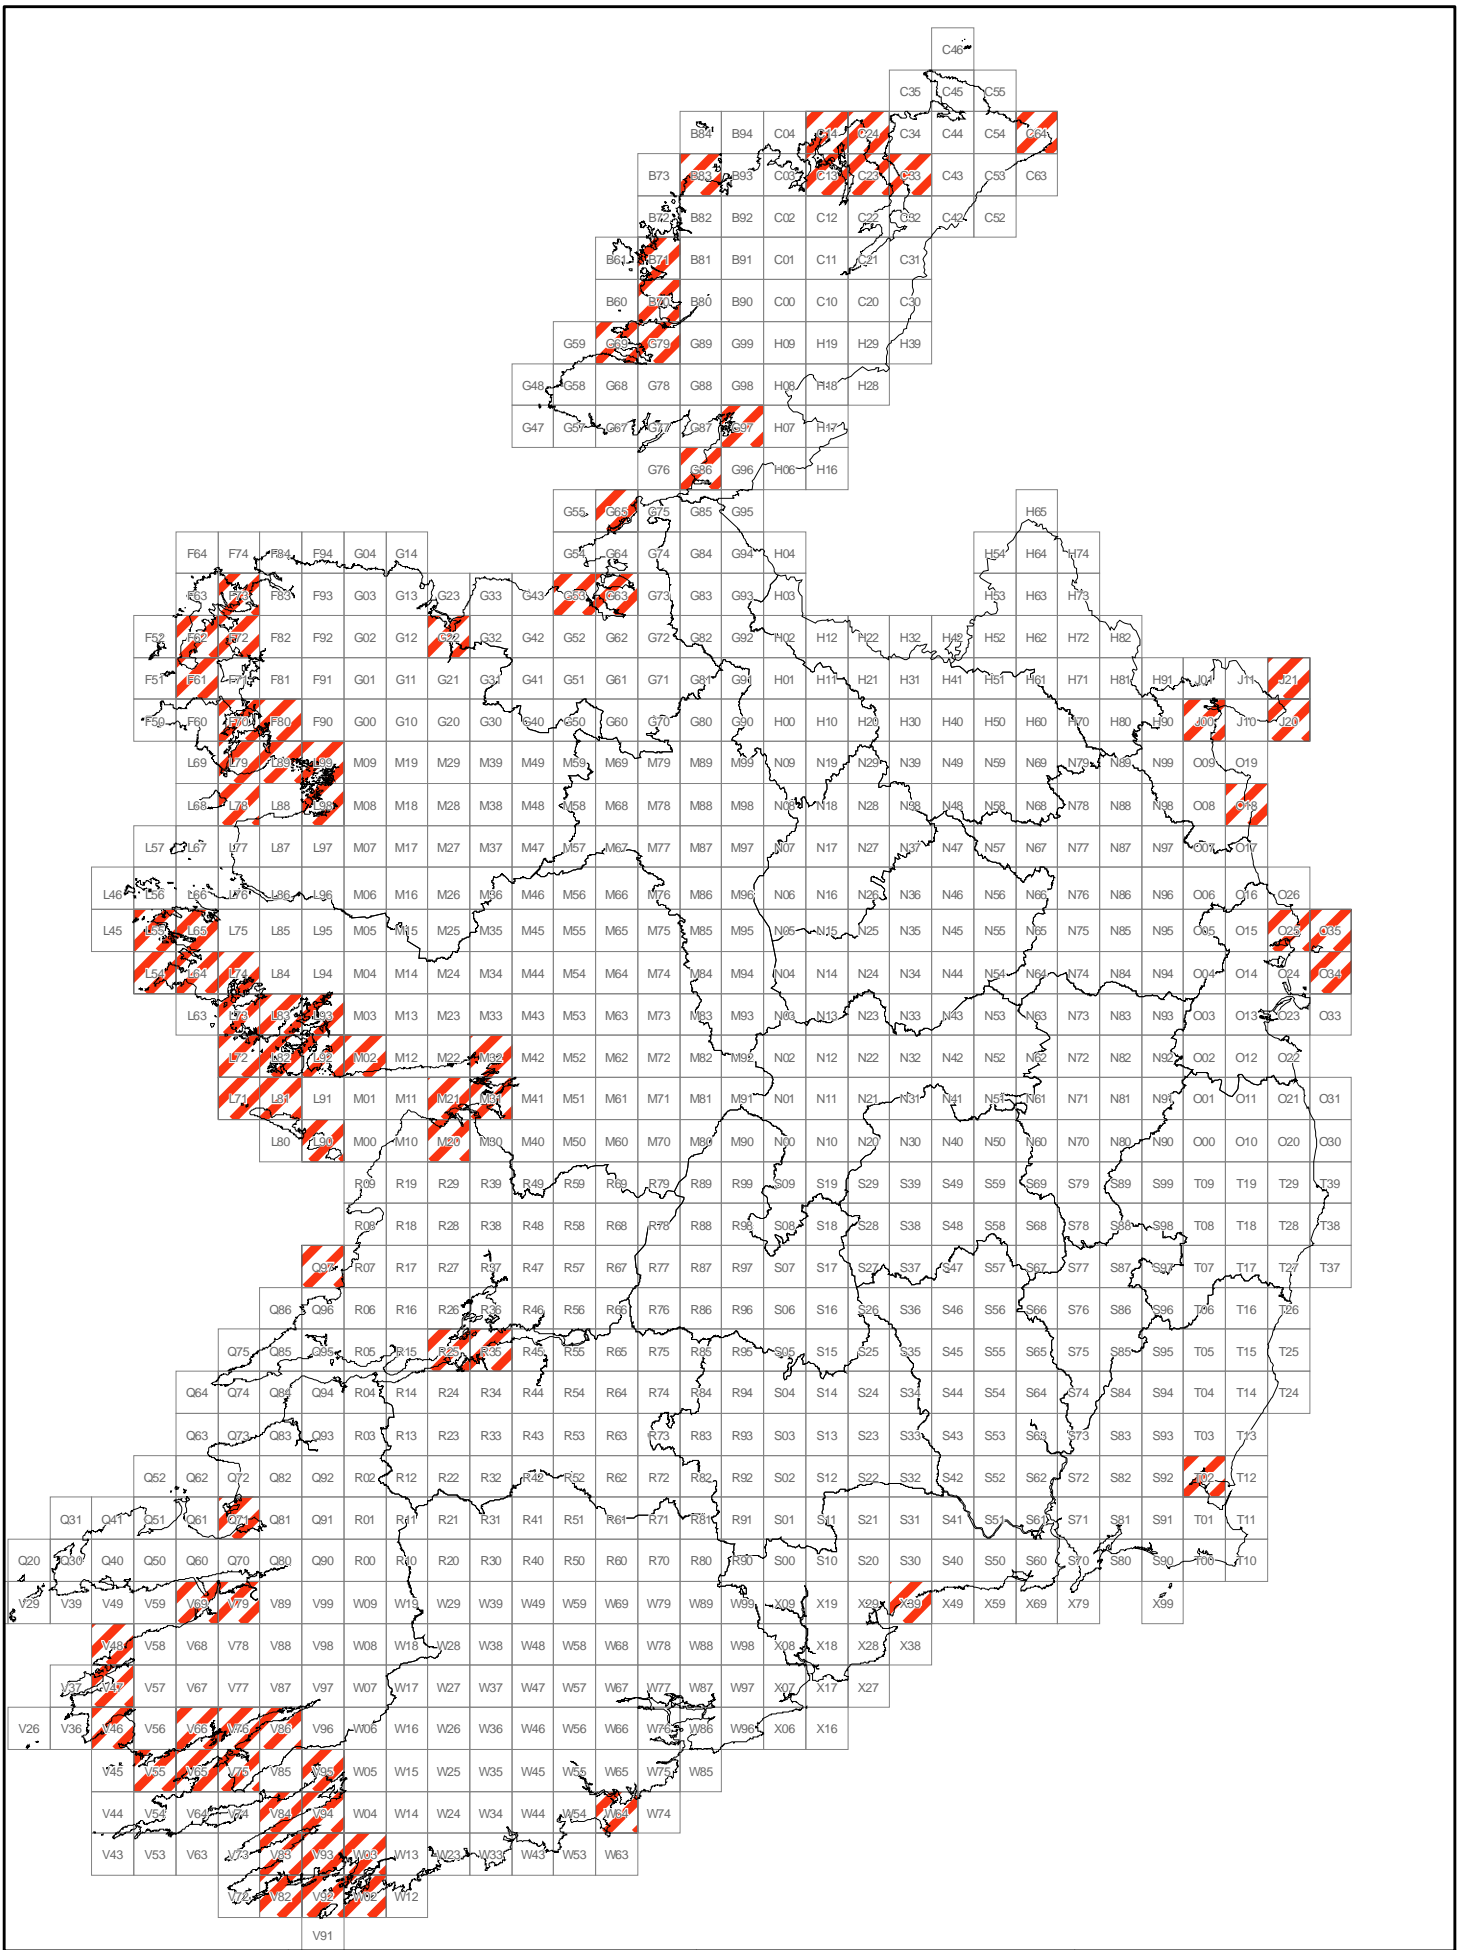 C46
C35 C45 C55
B84 B94 C04 C14 C24 C34 C44 C54 C64
B73 B83 B93 C03 C13 C23 C33 C43 C53 C63
B72 B82 B92 C02 C12 C22 C32 C42 C52
B61 B71 B81 B91 C01 C11 C21 C31
B60 B70 B80 B90 C00 C10 C20 C30
G59 G69 G79 G89 G99 H09 H19 H29 H39
G48 G58 G68 G78 G88 G98 H08 H18 H28
G47 G57 G67 G77 G87 G97 H07 H17
G76 G86 G96 H06 H16
G55 G65 G75 G85 G95 H65
F64 F74 F84 F94 G04 G14 G54 G64 G74 G84 G94 H04 H54 H64 H74
F63 F73 F83 F93 G03 G13 G23 G33 G43 G53 G63 G73 G83 G93 H03 H53 H63 H73
F52 F62 F72 F82 F92 G02 G12 G22 G32 G42 G52 G62 G72 G82 G92 H02 H12 H22 H32 H42 H52 H62 H72 H82
F51 F61 F71 F81 F91 G01 G11 G21 G31 G41 G51 G61 G71 G81 G91 H01 H11 H21 H31 H41 H51 H61 H71 H81 H91 J01 J11 J21
F50 F60 F70 F80 F90 G00 G10 G20 G30 G40 G50 G60 G70 G80 G90 H00 H10 H20 H30 H40 H50 H60 H70 H80 H90 J00 J10 J20
L69 L79 L89 L99 M09 M19 M29 M39 M49 M59 M69 M79 M89 M99 N09 N19 N29 N39 N49 N59 N69 N79 N89 N99 O09 O19
L68 L78 L88 L98 M08 M18 M28 M38 M48 M58 M68 M78 M88 M98 N08 N18 N28 N38 N48 N58 N68 N78 N88 N98 O08 O18
L57 L67 L77 L87 L97 M07 M17 M27 M37 M47 M57 M67 M77 M87 M97 N07 N17 N27 N37 N47 N57 N67 N77 N87 N97 O07 O17
L46 L56 L66 L76 L86 L96 M06 M16 M26 M36 M46 M56 M66 M76 M86 M96 N06 N16 N26 N36 N46 N56 N66 N76 N86 N96 O06 O16 O26
L45 L55 L65 L75 L85 L95 M05 M15 M25 M35 M45 M55 M65 M75 M85 M95 N05 N15 N25 N35 N45 N55 N65 N75 N85 N95 O05 O15 O25 O35
L54 L64 L74 L84 L94 M04 M14 M24 M34 M44 M54 M64 M74 M84 M94 N04 N14 N24 N34 N44 N54 N64 N74 N84 N94 O04 O14 O24 O34
L63 L73 L83 L93 M03 M13 M23 M33 M43 M53 M63 M73 M83 M93 N03 N13 N23 N33 N43 N53 N63 N73 N83 N93 O03 O13 O23 O33
L72 L82 L92 M02 M12 M22 M32 M42 M52 M62 M72 M82 M92 N02 N12 N22 N32 N42 N52 N62 N72 N82 N92 O02 O12 O22
L71 L81 L91 M01 M11 M21 M31 M41 M51 M61 M71 M81 M91 N01 N11 N21 N31 N41 N51 N61 N71 N81 N91 O01 O11 O21 O31
L80 L90 M00 M10 M20 M30 M40 M50 M60 M70 M80 M90 N00 N10 N20 N30 N40 N50 N60 N70 N80 N90 O00 O10 O20 O30
R09 R19 R29 R39 R49 R59 R69 R79 R89 R99 S09 S19 S29 S39 S49 S59 S69 S79 S89 S99 T09 T19 T29 T39
R08 R18 R28 R38 R48 R58 R68 R78 R88 R98 S08 S18 S28 S38 S48 S58 S68 S78 S88 S98 T08 T18 T28 T38
Q97 R07 R17 R27 R37 R47 R57 R67 R77 R87 R97 S07 S17 S27 S37 S47 S57 S67 S77 S87 S97 T07 T17 T27 T37
Q86 Q96 R06 R16 R26 R36 R46 R56 R66 R76 R86 R96 S06 S16 S26 S36 S46 S56 S66 S76 S86 S96 T06 T16 T26
Q75 Q85 Q95 R05 R15 R25 R35 R45 R55 R65 R75 R85 R95 S05 S15 S25 S35 S45 S55 S65 S75 S85 S95 T05 T15 T25
Q64 Q74 Q84 Q94 R04 R14 R24 R34 R44 R54 R64 R74 R84 R94 S04 S14 S24 S34 S44 S54 S64 S74 S84 S94 T04 T14 T24
Q63 Q73 Q83 Q93 R03 R13 R23 R33 R43 R53 R63 R73 R83 R93 S03 S13 S23 S33 S43 S53 S63 S73 S83 S93 T03 T13
Q52 Q62 Q72 Q82 Q92 R02 R12 R22 R32 R42 R52 R62 R72 R82 R92 S02 S12 S22 S32 S42 S52 S62 S72 S82 S92 T02 T12
Q31 Q41 Q51 Q61 Q71 Q81 Q91 R01 R11 R21 R31 R41 R51 R61 R71 R81 R91 S01 S11 S21 S31 S41 S51 S61 S71 S81 S91 T01 T11
Q20 Q30 Q40 Q50 Q60 Q70 Q80 Q90 R00 R10 R20 R30 R40 R50 R60 R70 R80 R90 S00 S10 S20 S30 S40 S50 S60 S70 S80 S90 T00 T10
V29 V39 V49 V59 V69 V79 V89 V99 W09 W19 W29 W39 W49 W59 W69 W79 W89 W99 X09 X19 X29 X39 X49 X59 X69 X79 X99
V48 V58 V68 V78 V88 V98 W08 W18 W28 W38 W48 W58 W68 W78 W88 W98 X08 X18 X28 X38
V37 V47 V57 V67 V77 V87 V97 W07 W17 W27 W37 W47 W57 W67 W77 W87 W97 X07 X17 X27
V26 V36 V46 V56 V66 V76 V86 V96 W06 W16 W26 W36 W46 W56 W66 W76 W86 W96 X06 X16
V45 V55 V65 V75 V85 V95 W05 W15 W25 W35 W45 W55 W65 W75 W85
V44 V54 V64 V74 V84 V94 W04 W14 W24 W34 W44 W54 W64 W74
V43 V53 V63 V73 V83 V93 W03 W13 W23 W33 W43 W53 W63
V72 V82 V92 W02 W12
V91